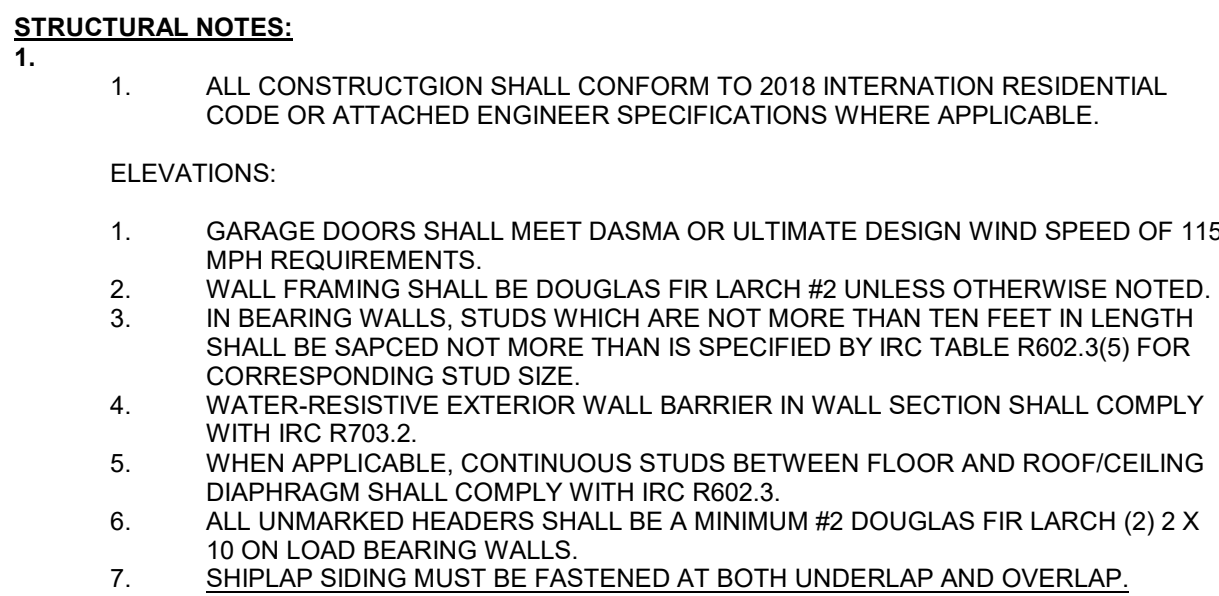 STRUCTURAL NOTES:
1.
1. ALL CONSTRUCTGION SHALL CONFORM TO 2018 INTERNATION RESIDENTIAL
CODE OR ATTACHED ENGINEER SPECIFICATIONS WHERE APPLICABLE.
ELEVATIONS:
1. GARAGE DOORS SHALL MEET DASMA OR ULTIMATE DESIGN WIND SPEED OF 115
MPH REQUIREMENTS.
2. WALL FRAMING SHALL BE DOUGLAS FIR LARCH #2 UNLESS OTHERWISE NOTED.
3. IN BEARING WALLS, STUDS WHICH ARE NOT MORE THAN TEN FEET IN LENGTH
SHALL BE SAPCED NOT MORE THAN IS SPECIFIED BY IRC TABLE R602.3(5) FOR
CORRESPONDING STUD SIZE.
4. WATER-RESISTIVE EXTERIOR WALL BARRIER IN WALL SECTION SHALL COMPLY
WITH IRC R703.2.
5. WHEN APPLICABLE, CONTINUOUS STUDS BETWEEN FLOOR AND ROOF/CEILING
DIAPHRAGM SHALL COMPLY WITH IRC R602.3.
6. ALL UNMARKED HEADERS SHALL BE A MINIMUM #2 DOUGLAS FIR LARCH (2) 2 X
10 ON LOAD BEARING WALLS.
7. SHIPLAP SIDING MUST BE FASTENED AT BOTH UNDERLAP AND OVERLAP.